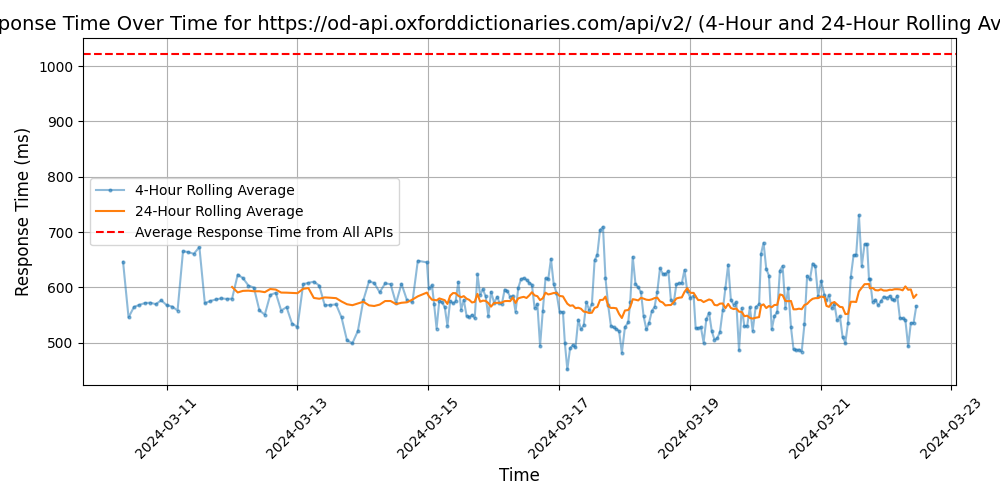 ponse Time Over Time for https://od-api.oxforddictionaries.com/api/v2/ (4-Hour and 24-Hour Rolling Av
Response Time (ms)
1000
900
800
700
600
500
4-Hour Rolling Average
24-Hour Rolling Average
Average Response Time from All APIs
2024-03-11
2024-03-13
2024-03-15
2024-03-17
2024-03-19
2024-03-21
2024-03-23
Time